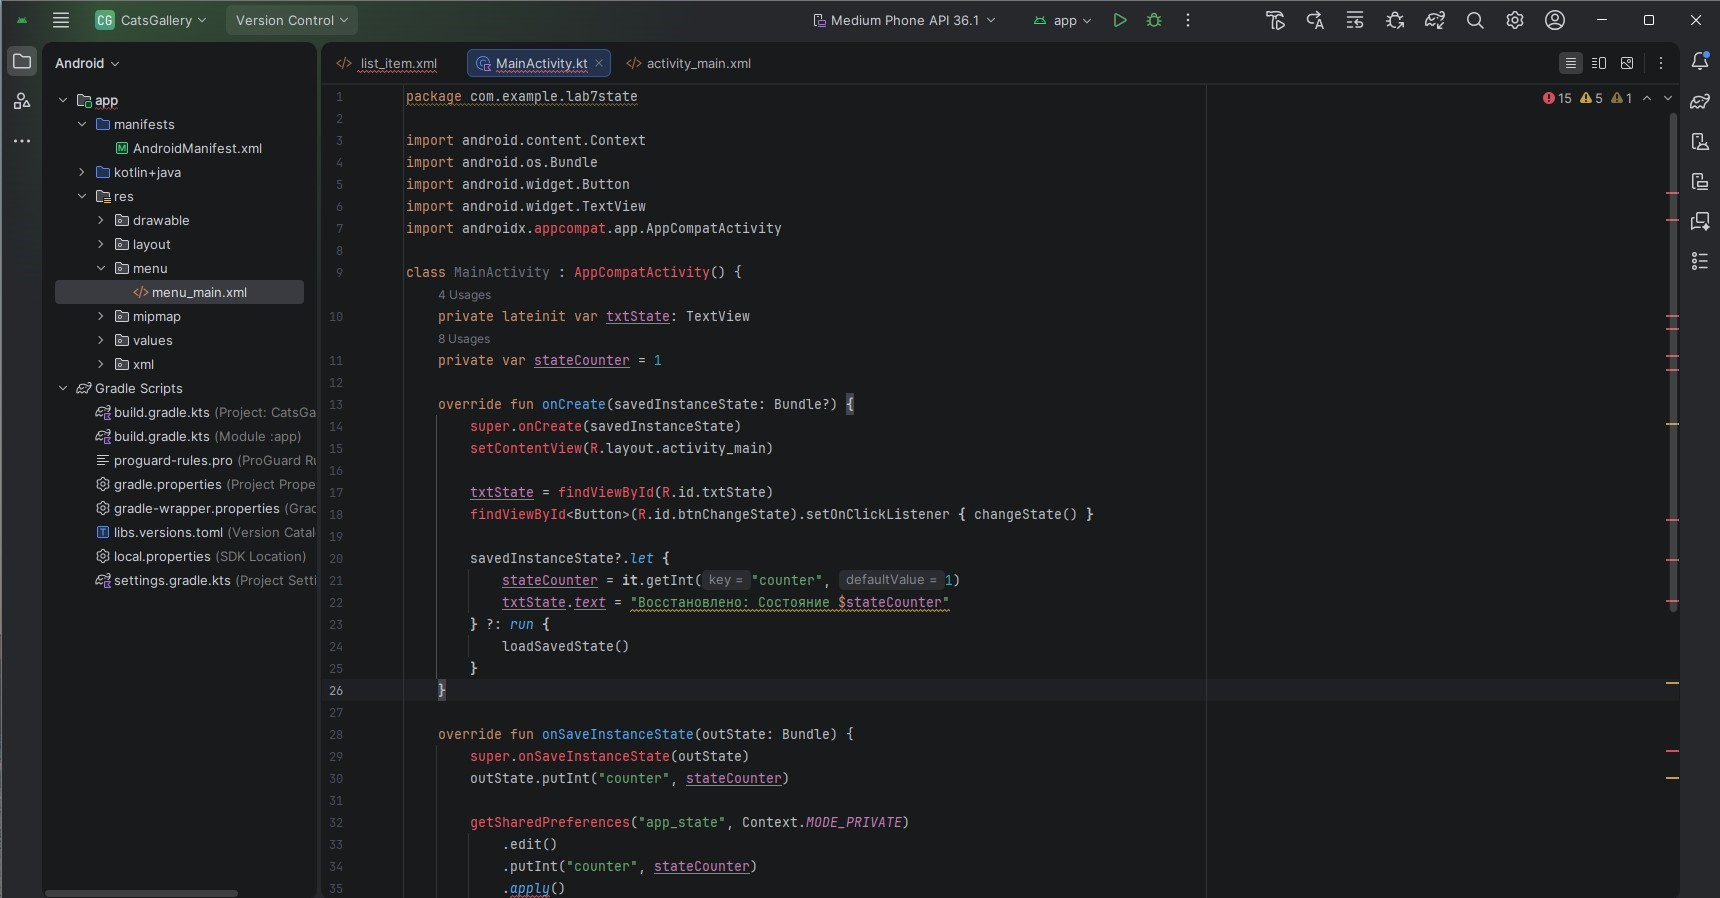 CG CatsGallery Version Control Medium Phone API 36.1 app
Android
list_item.xml MainActivity.kt activity_main.xml
app
manifests
AndroidManifest.xml
kotlin+java
res
drawable
layout
menu
menu_main.xml
mipmap
values
xml
Gradle Scripts
build.gradle.kts (Project: CatsGa
build.gradle.kts (Module :app)
proguard-rules.pro (ProGuard Ru
gradle.properties (Project Prope
gradle-wrapper.properties (Grad
libs.versions.toml (Version Catal
local.properties (SDK Location)
settings.gradle.kts (Project Setti
15 5 1
1 package com.example.lab7state
2
3 import android.content.Context
4 import android.os.Bundle
5 import android.widget.Button
6 import android.widget.TextView
7 import androidx.appcompat.app.AppCompatActivity
8
9 class MainActivity : AppCompatActivity() {
4 Usages
10 private lateinit var txtState: TextView
8 Usages
11 private var stateCounter = 1
12
13 override fun onCreate(savedInstanceState: Bundle?) {
14 super.onCreate(savedInstanceState)
15 setContentView(R.layout.activity_main)
16
17 txtState = findViewById(R.id.txtState)
18 findViewById<Button>(R.id.btnChangeState).setOnClickListener { changeState() }
19
20 savedInstanceState?.let {
21 stateCounter = it.getInt( key = "counter", defaultValue = 1)
22 txtState.text = "Восстановлено: Состояние $stateCounter"
23 } ?: run {
24 loadSavedState()
25 }
26 }
27
28 override fun onSaveInstanceState(outState: Bundle) {
29 super.onSaveInstanceState(outState)
30 outState.putInt("counter", stateCounter)
31
32 getSharedPreferences("app_state", Context.MODE_PRIVATE)
33 .edit()
34 .putInt("counter", stateCounter)
35 .apply()